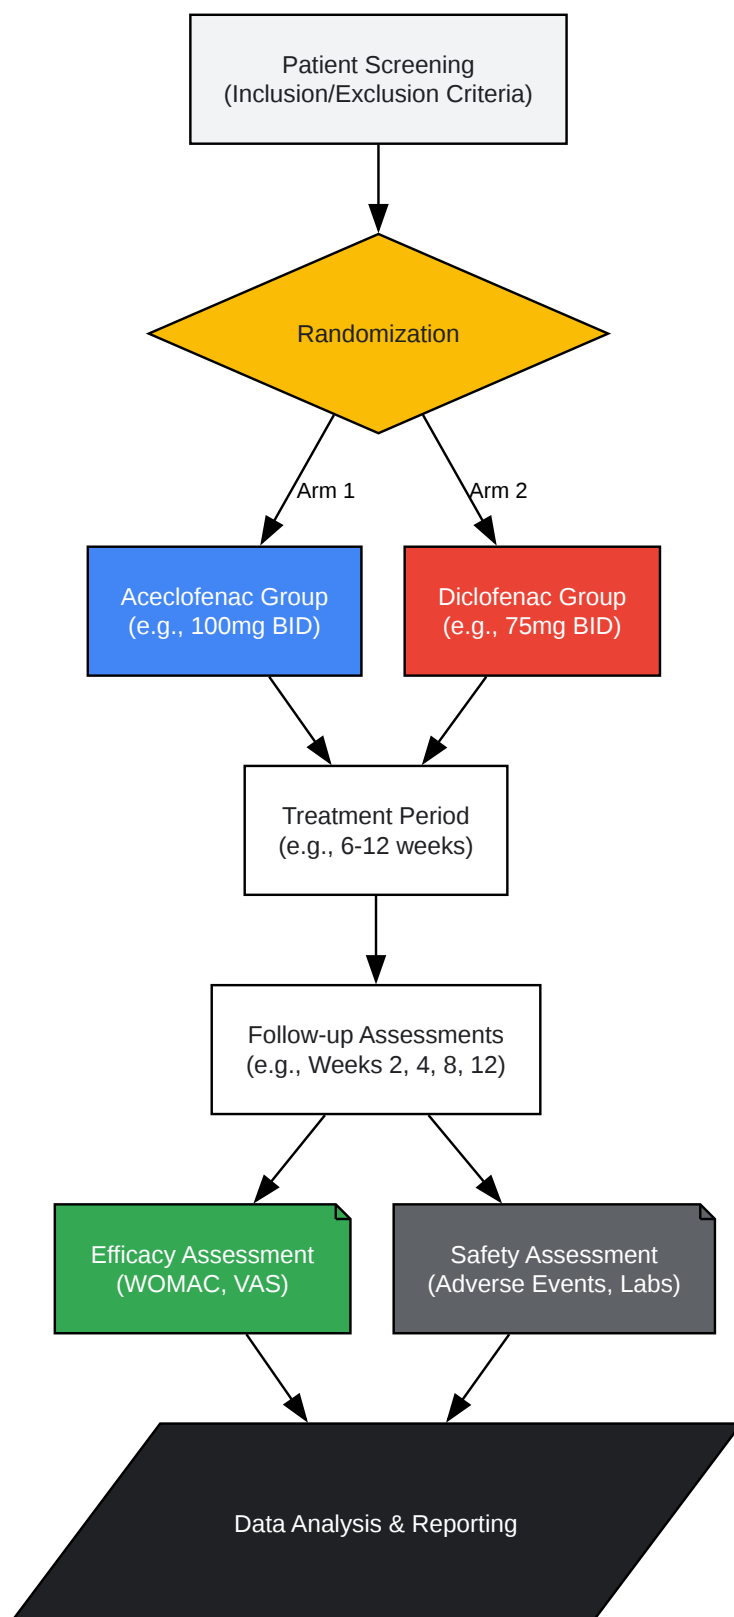 Patient Screening
(Inclusion/Exclusion Criteria)
Randomization
Arm 1
Arm 2
Aceclofenac Group
(e.g., 100mg BID)
Diclofenac Group
(e.g., 75mg BID)
Treatment Period
(e.g., 6-12 weeks)
Follow-up Assessments
(e.g., Weeks 2, 4, 8, 12)
Efficacy Assessment
(WOMAC, VAS)
Safety Assessment
(Adverse Events, Labs)
Data Analysis & Reporting